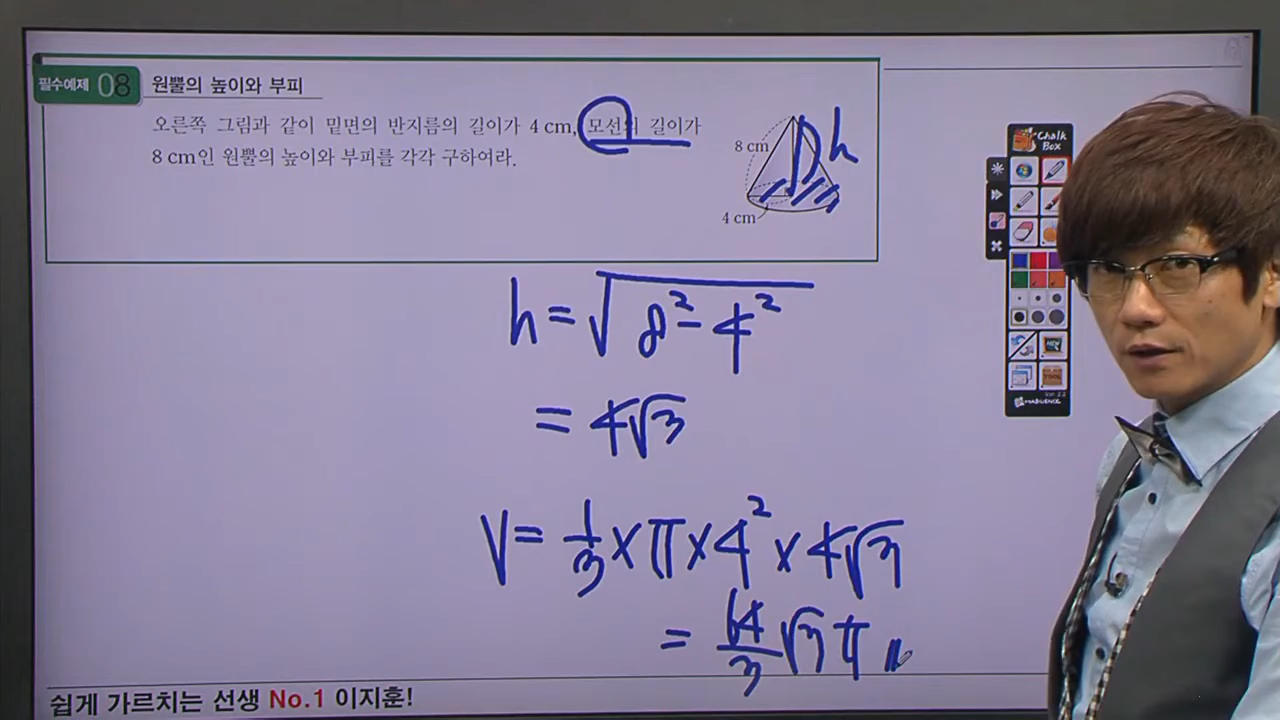 필수예제 08 원뿔의 높이와 부피
오른쪽 그림과 같이 밑면의 반지름의 길이가 4 cm, 모선의 길이가
8 cm인 원뿔의 높이와 부피를 각각 구하여라.
8 cm
h
4 cm
Chalk Box
h = √(8² - 4²)
= 4√3
V = 1/3 × π × 4² × 4√3
= 64/3 √3 π
쉽게 가르치는 선생 No.1 이지훈!